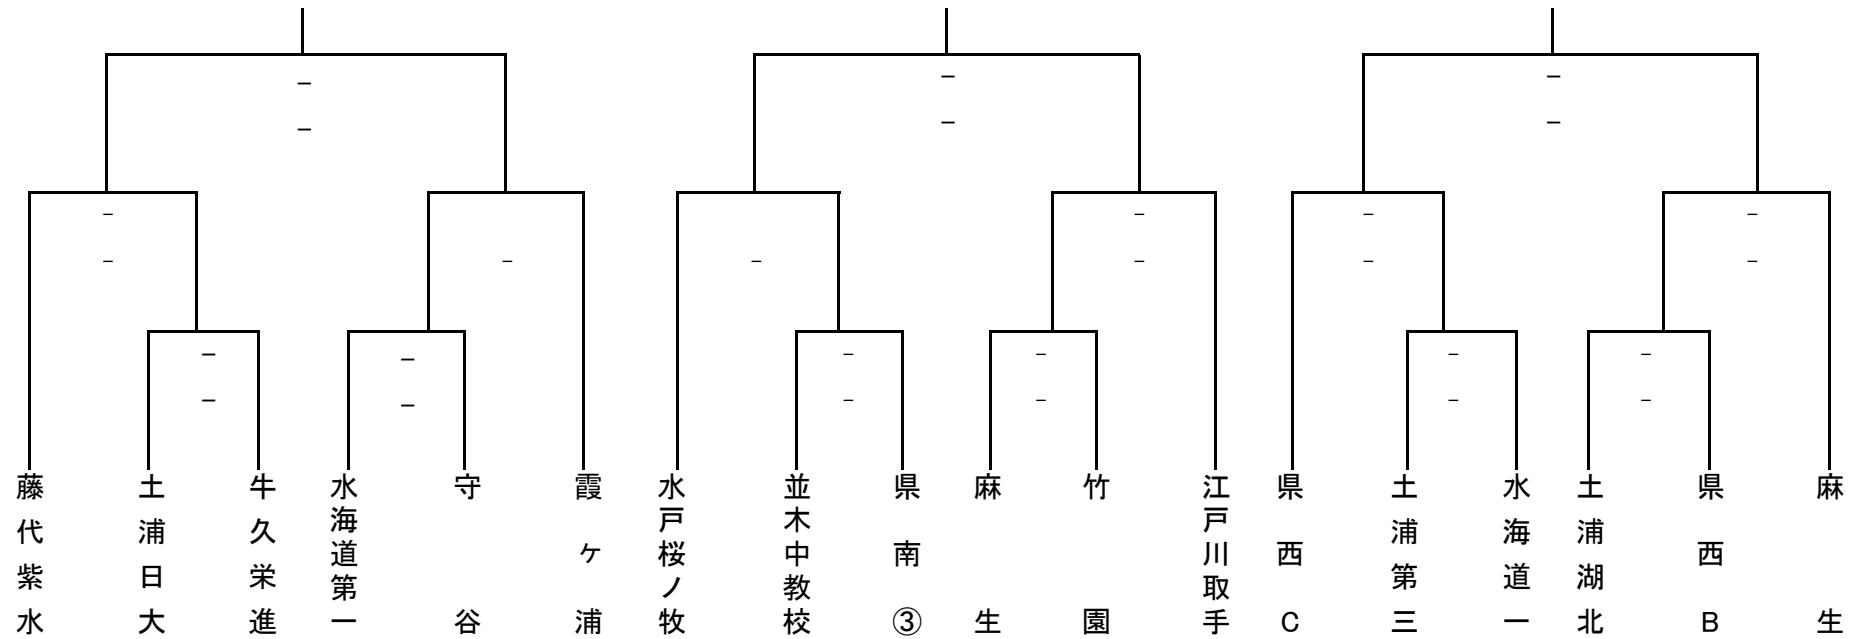 藤代紫水
土浦日大
牛久栄進
水海道第一
守谷
霞ヶ浦
水戸桜ノ牧
並木中教校
県南③
麻生
竹園
江戸川取手
県西C
土浦第三
水海道一
土浦湖北
県西B
麻生